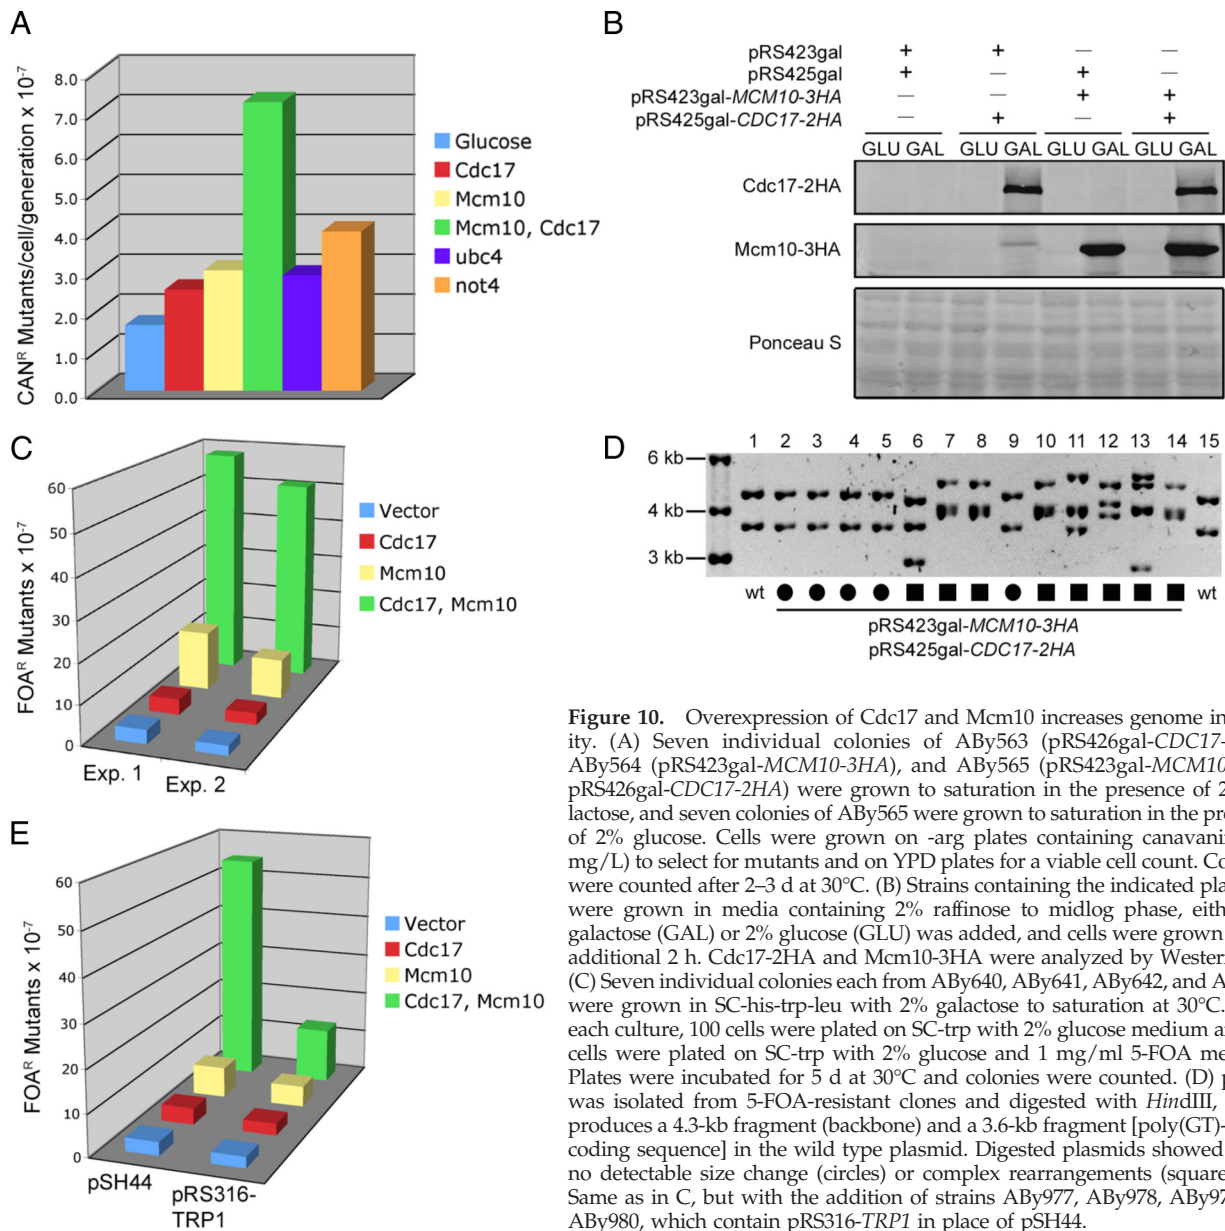 A
CAN^R Mutants/cell/generation x 10^-7
8.0
7.0
6.0
5.0
4.0
3.0
2.0
1.0
0.0
Glucose
Cdc17
Mcm10
Mcm10, Cdc17
ubc4
not4
B
pRS423gal + + — —
pRS425gal + — + —
pRS423gal-MCM10-3HA — — + +
pRS425gal-CDC17-2HA — + — +
GLU GAL GLU GAL GLU GAL GLU GAL
Cdc17-2HA
Mcm10-3HA
Ponceau S
C
FOA^R Mutants x 10^-7
60
50
40
30
20
10
0
Exp. 1
Exp. 2
Vector
Cdc17
Mcm10
Cdc17, Mcm10
D
1 2 3 4 5 6 7 8 9 10 11 12 13 14 15
6 kb
4 kb
3 kb
wt wt
pRS423gal-MCM10-3HA
pRS425gal-CDC17-2HA
E
FOA^R Mutants x 10^-7
60
50
40
30
20
10
0
pSH44
pRS316-
TRP1
Vector
Cdc17
Mcm10
Cdc17, Mcm10
Figure 10. Overexpression of Cdc17 and Mcm10 increases genome in
ity. (A) Seven individual colonies of ABy563 (pRS426gal-CDC17-
ABy564 (pRS423gal-MCM10-3HA), and ABy565 (pRS423gal-MCM10
pRS426gal-CDC17-2HA) were grown to saturation in the presence of 2
lactose, and seven colonies of ABy565 were grown to saturation in the pre
of 2% glucose. Cells were grown on -arg plates containing canavani
mg/L) to select for mutants and on YPD plates for a viable cell count. Co
were counted after 2–3 d at 30°C. (B) Strains containing the indicated pla
were grown in media containing 2% raffinose to midlog phase, eith
galactose (GAL) or 2% glucose (GLU) was added, and cells were grown
additional 2 h. Cdc17-2HA and Mcm10-3HA were analyzed by Western
(C) Seven individual colonies each from ABy640, ABy641, ABy642, and A
were grown in SC-his-trp-leu with 2% galactose to saturation at 30°C.
each culture, 100 cells were plated on SC-trp with 2% glucose medium a
cells were plated on SC-trp with 2% glucose and 1 mg/ml 5-FOA me
Plates were incubated for 5 d at 30°C and colonies were counted. (D) p
was isolated from 5-FOA-resistant clones and digested with HindIII,
produces a 4.3-kb fragment (backbone) and a 3.6-kb fragment [poly(GT)-
coding sequence] in the wild type plasmid. Digested plasmids showed
no detectable size change (circles) or complex rearrangements (square
Same as in C, but with the addition of strains ABy977, ABy978, ABy97
ABy980, which contain pRS316-TRP1 in place of pSH44.